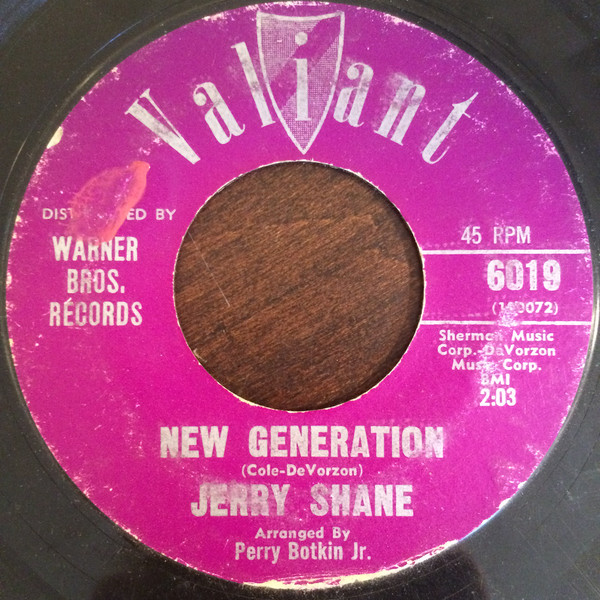 Valiant
BY
WARNER
BROS.
RECORDS
45 RPM
6019
Sherman Music
Corp.-DeVorzon
Music Corp.
BMI
2:03
NEW GENERATION
(Cole-DeVorzon)
JERRY SHANE
Arranged By
Perry Botkin Jr.